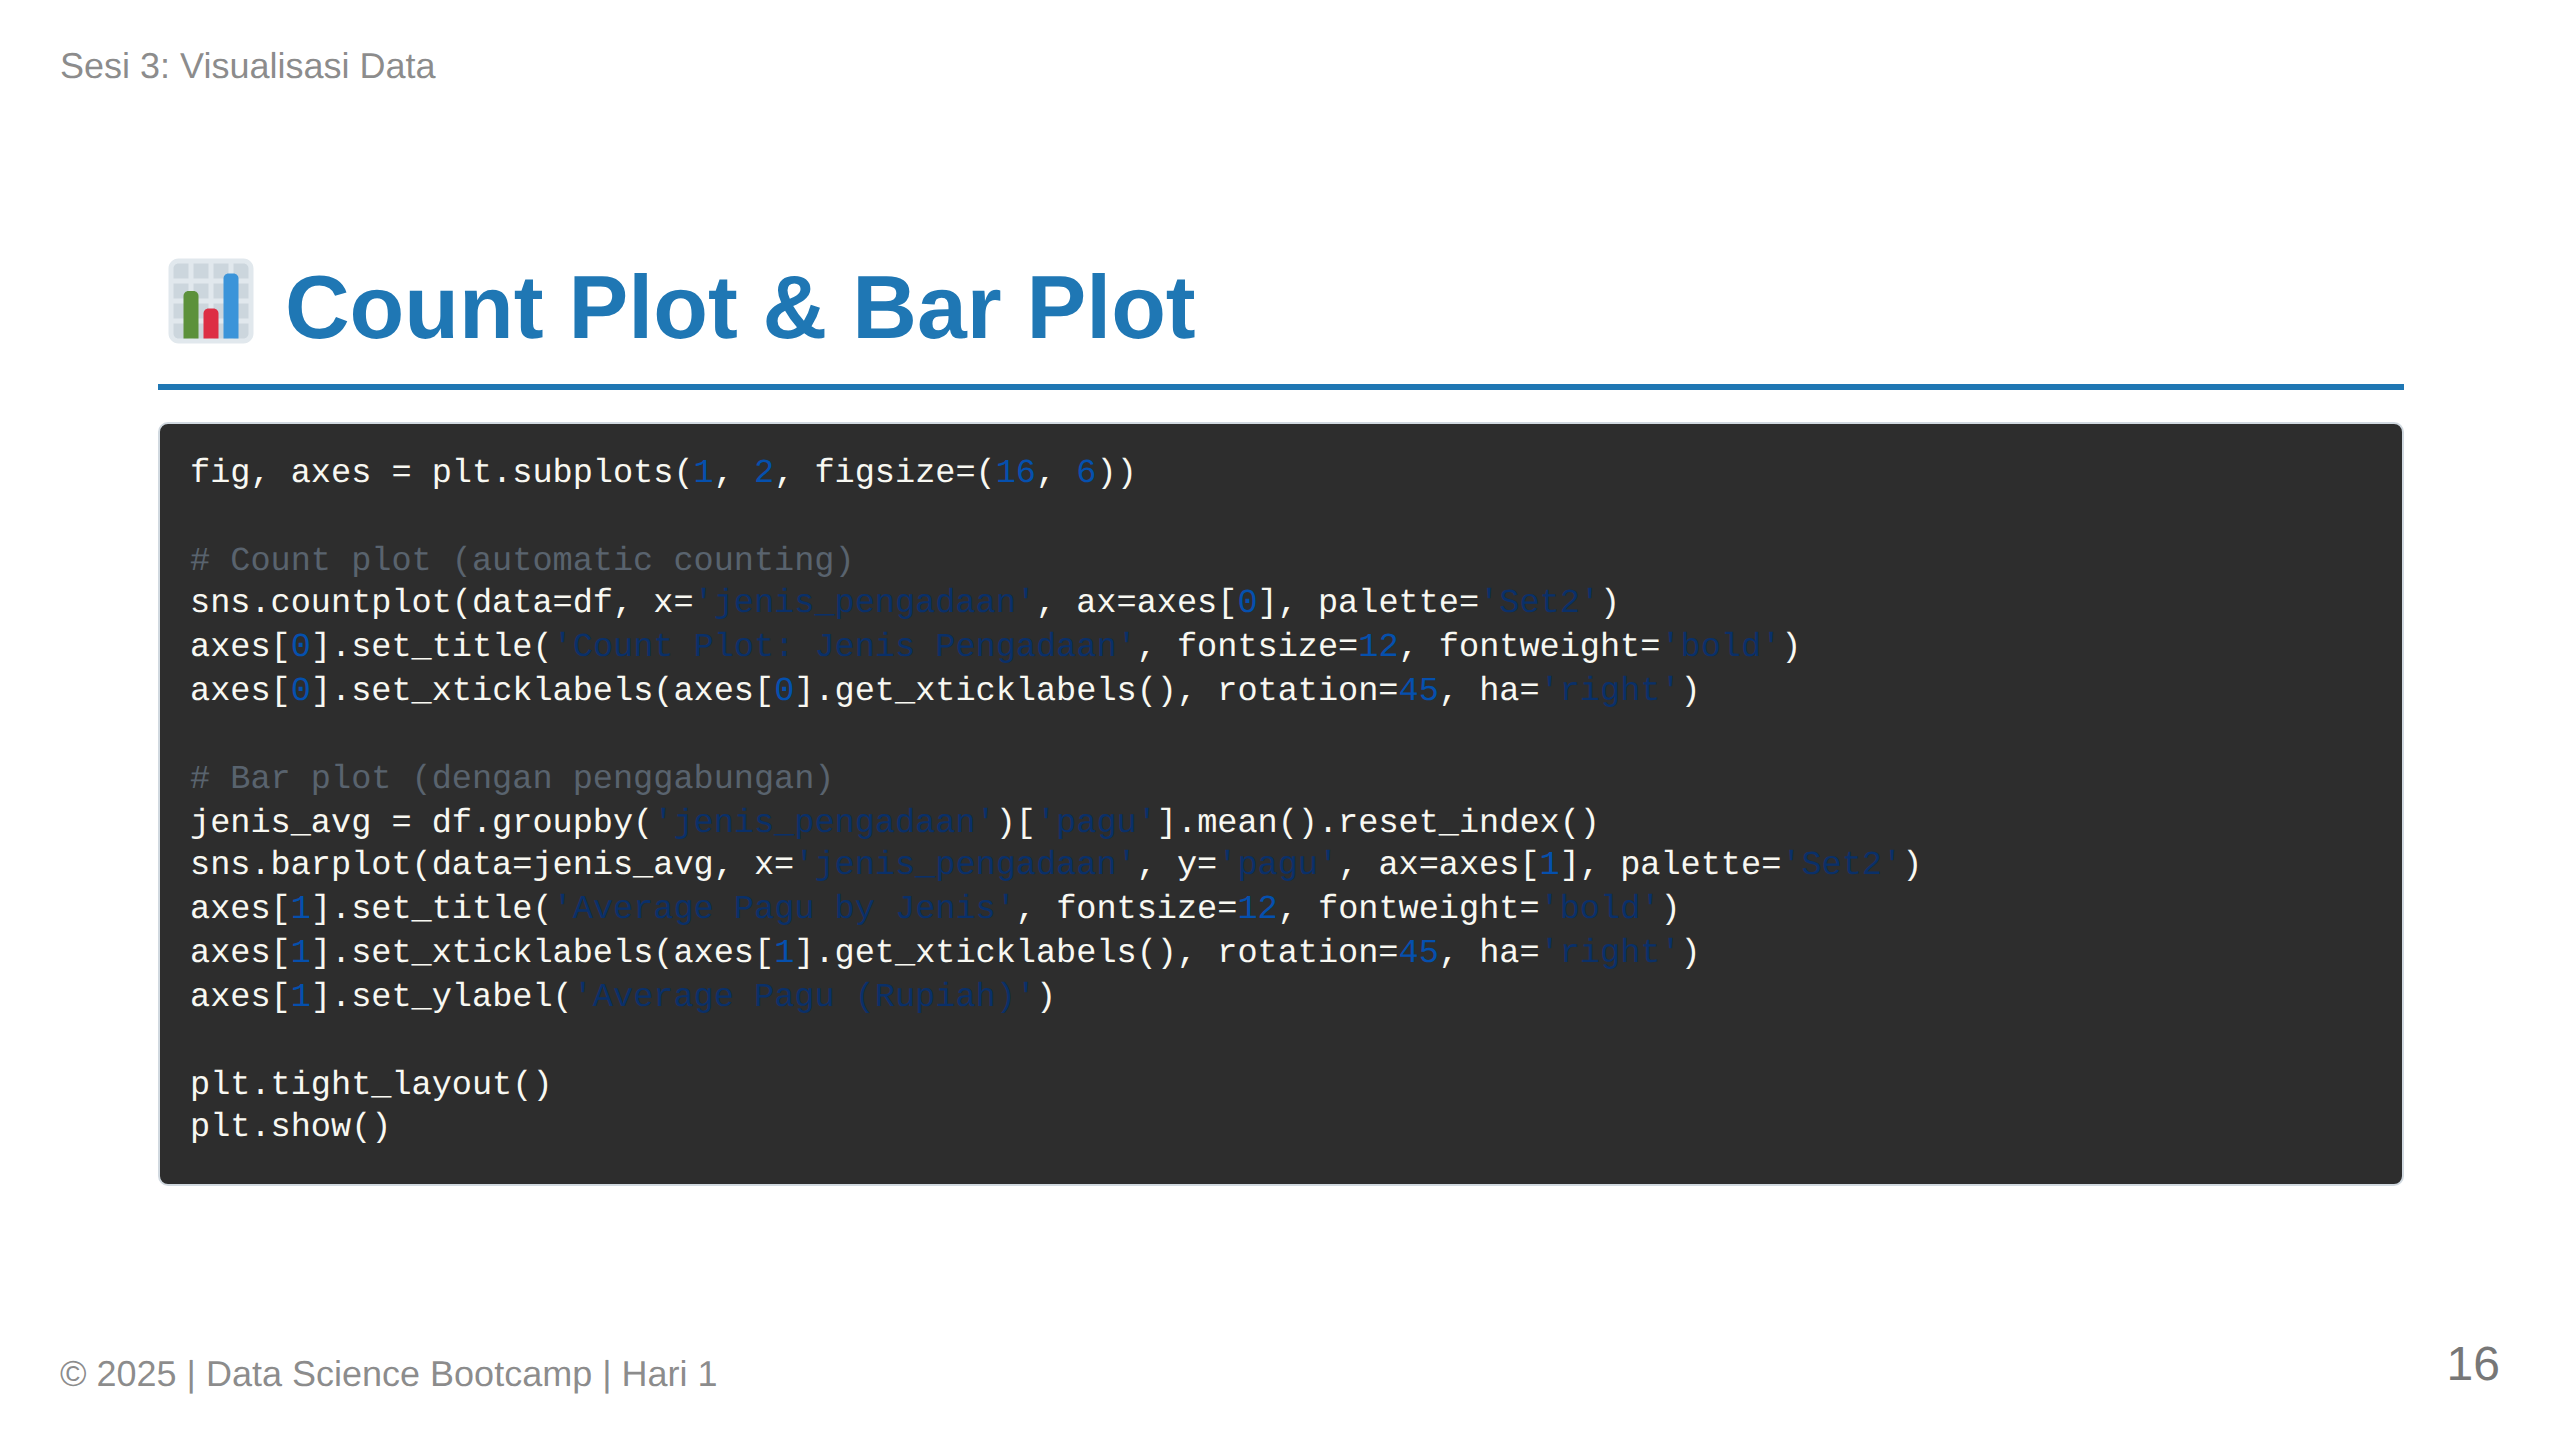 Sesi 3: Visualisasi Data
Count Plot & Bar Plot
fig, axes = plt.subplots(1, 2, figsize=(16, 6))
# Count plot (automatic counting)
sns.countplot(data=df, x='jenis_pengadaan', ax=axes[0], palette='Set2')
axes[0].set_title('Count Plot: Jenis Pengadaan', fontsize=12, fontweight='bold')
axes[0].set_xticklabels(axes[0].get_xticklabels(), rotation=45, ha='right')
# Bar plot (dengan penggabungan)
jenis_avg = df.groupby('jenis_pengadaan')['pagu'].mean().reset_index()
sns.barplot(data=jenis_avg, x='jenis_pengadaan', y='pagu', ax=axes[1], palette='Set2')
axes[1].set_title('Average Pagu by Jenis', fontsize=12, fontweight='bold')
axes[1].set_xticklabels(axes[1].get_xticklabels(), rotation=45, ha='right')
axes[1].set_ylabel('Average Pagu (Rupiah)')
plt.tight_layout()
plt.show()
© 2025 | Data Science Bootcamp | Hari 1
16